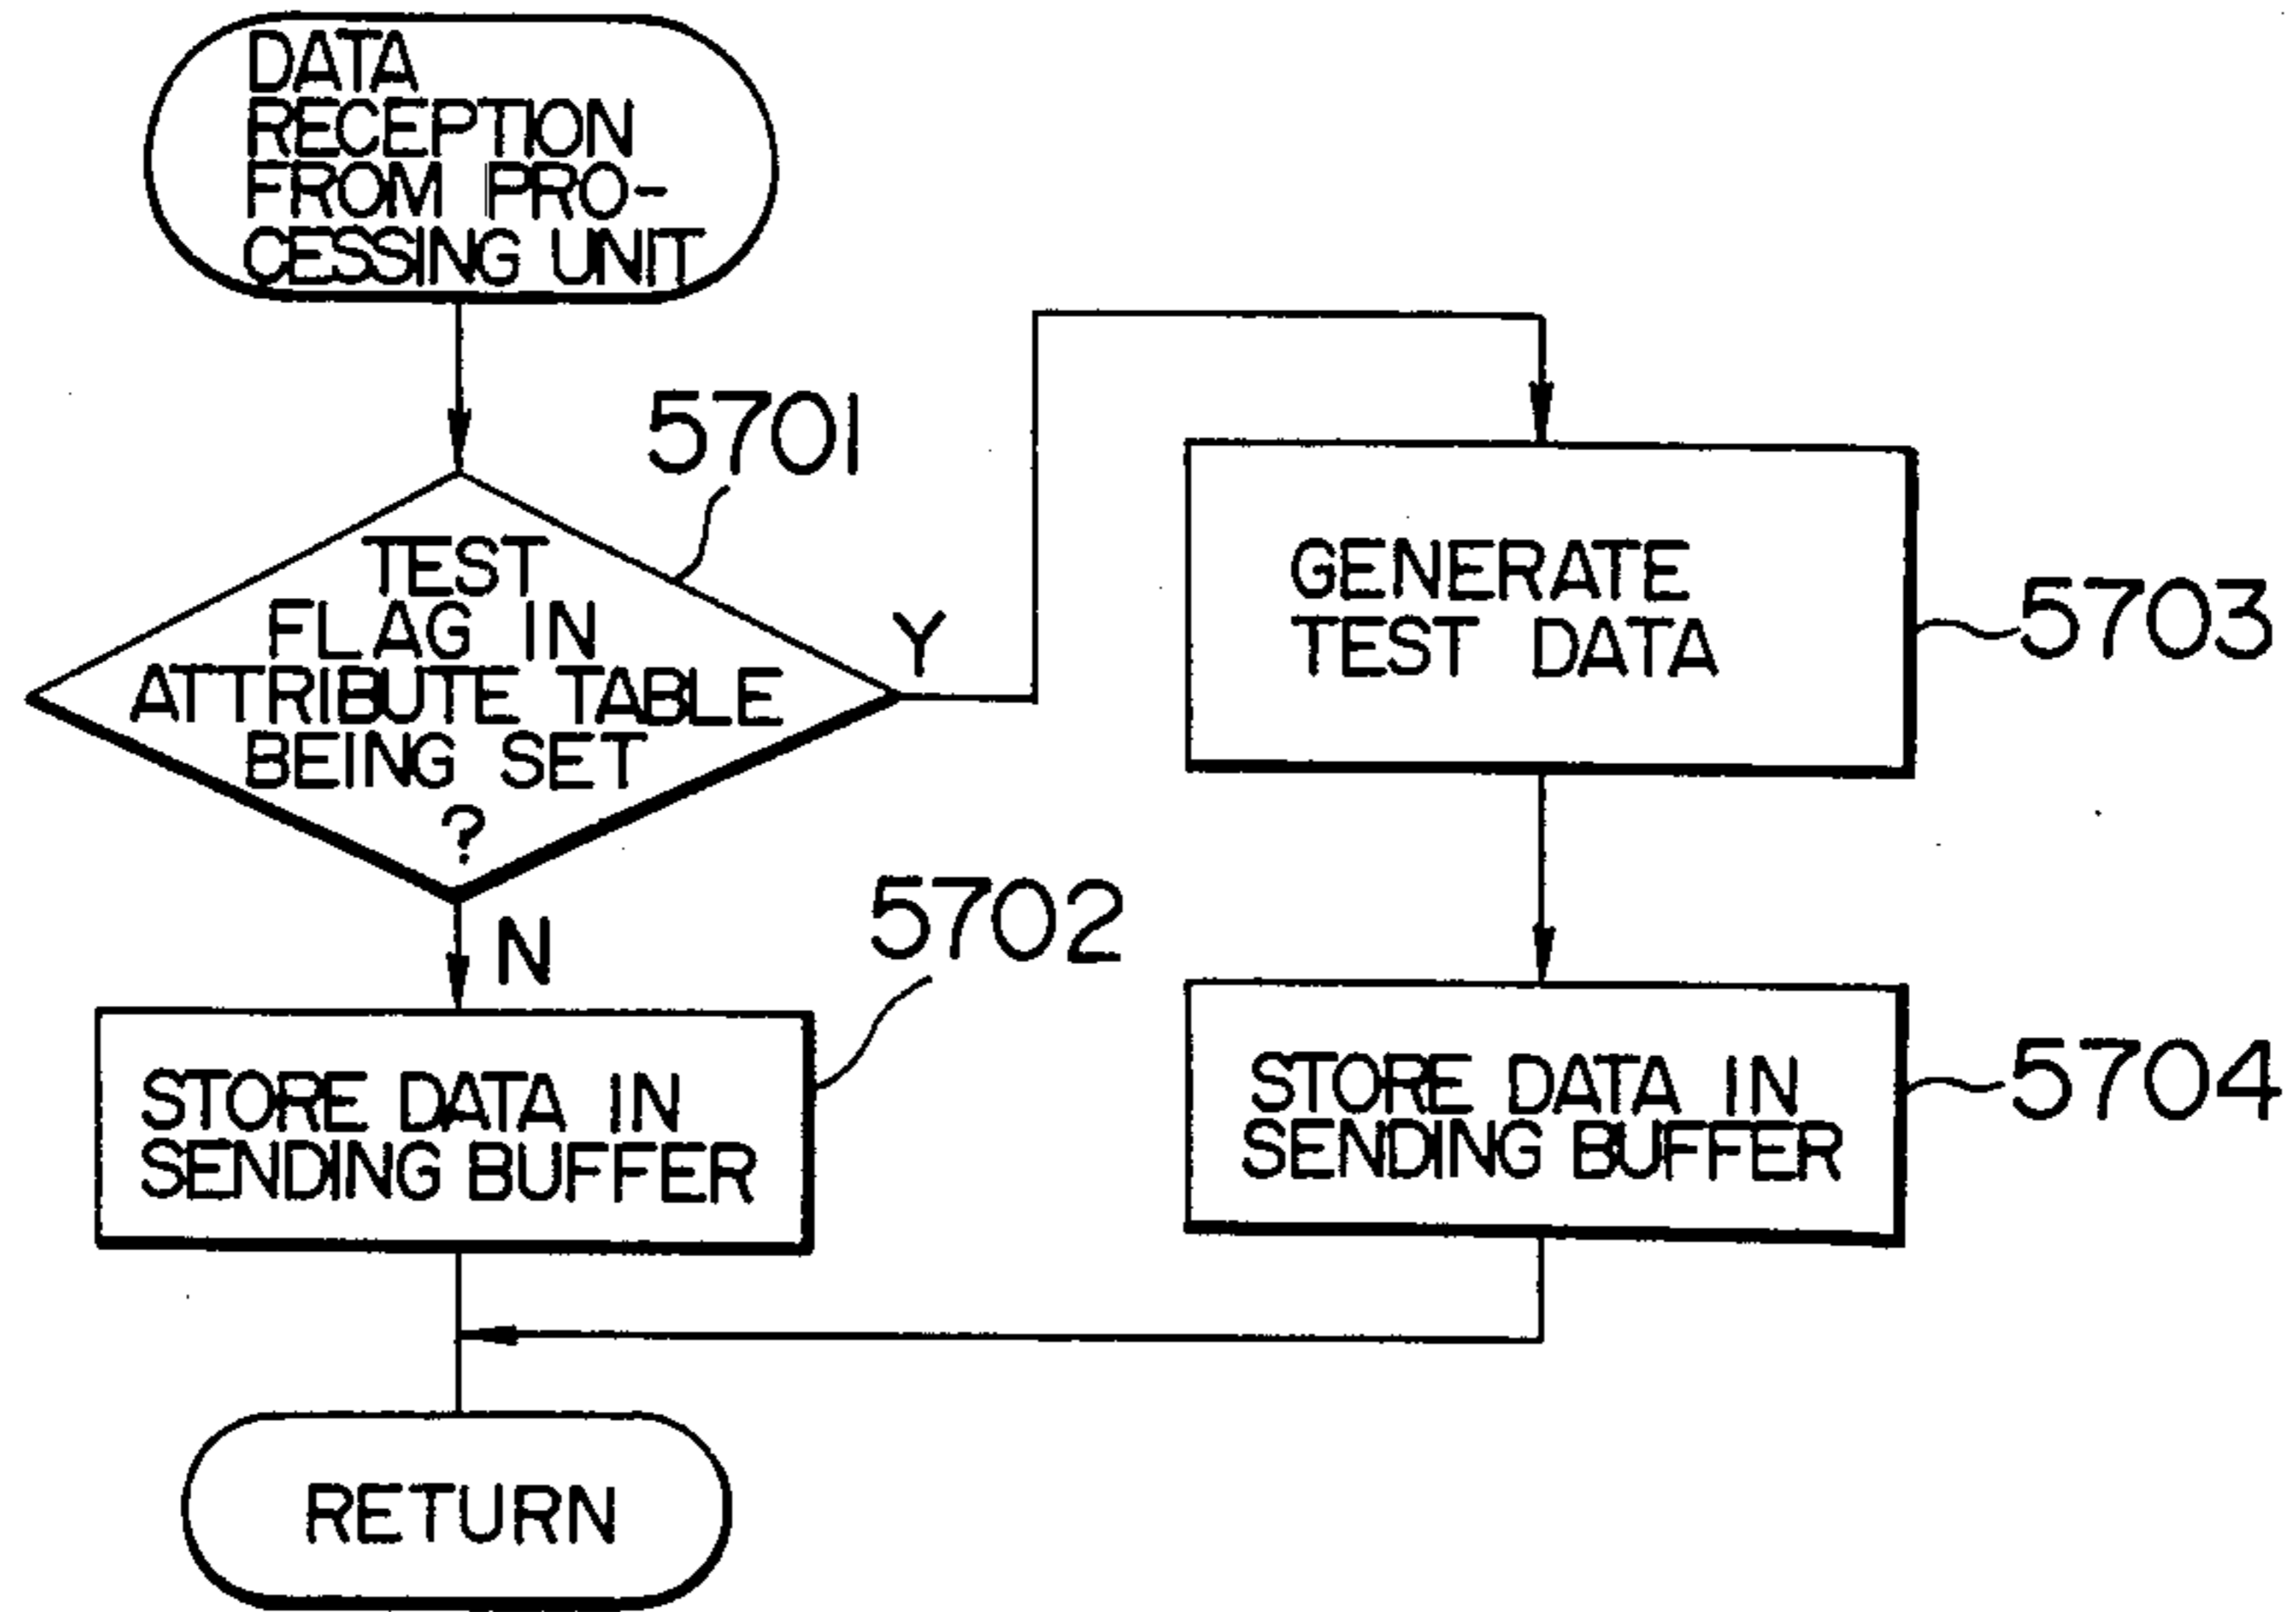 DATA
RECEPTION
FROM PRO-
CESSING UNIT
5701
TEST
FLAG IN
ATTRIBUTE TABLE
BEING SET
?
Y
N
5702
STORE DATA IN
SENDING BUFFER
GENERATE
TEST DATA
5703
STORE DATA IN
SENDING BUFFER
5704
RETURN